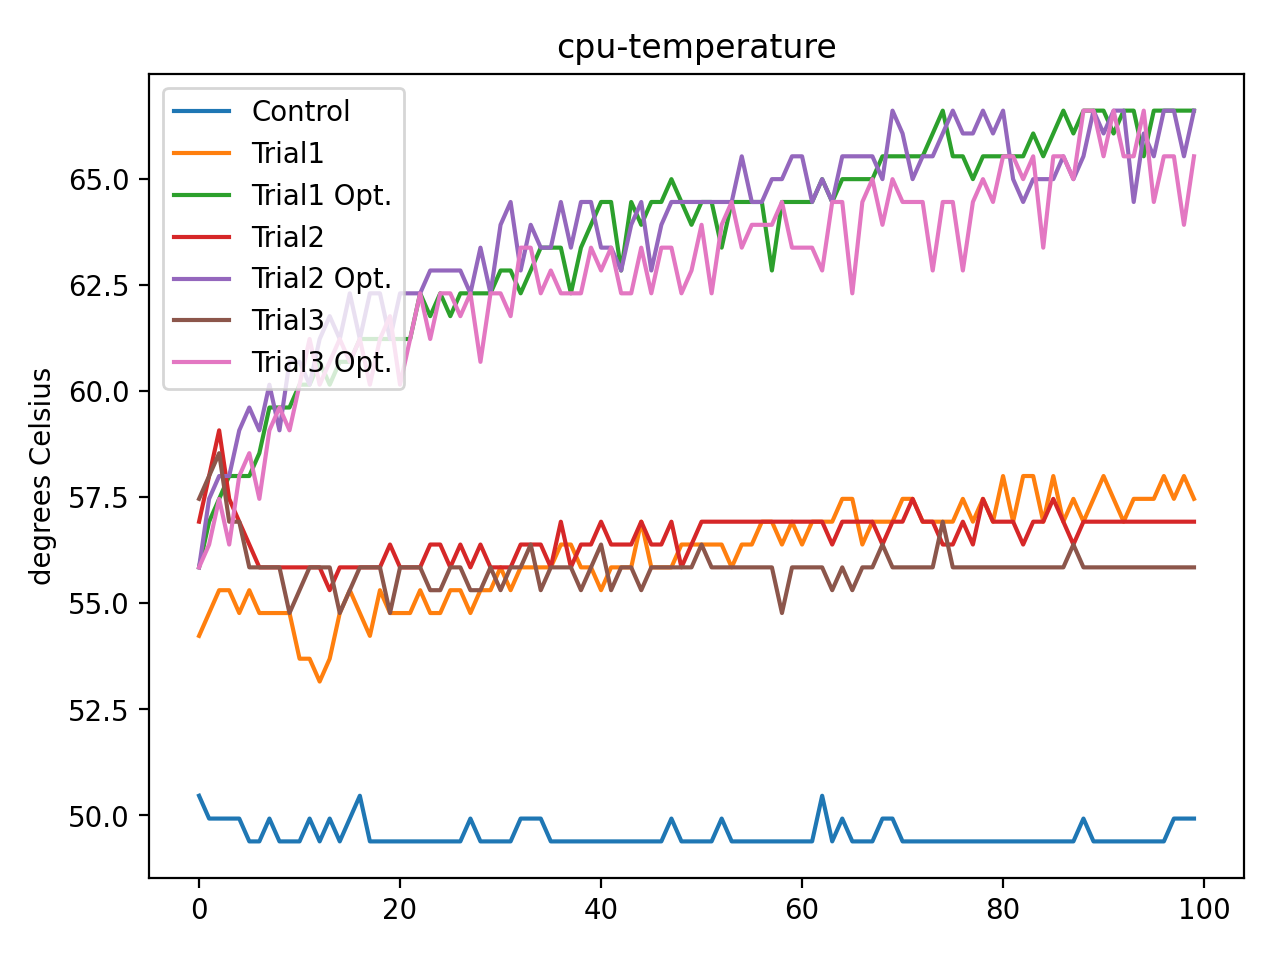 cpu-temperature
degrees Celsius
65.0
62.5
60.0
57.5
55.0
52.5
50.0
Control
Trial1
Trial1 Opt.
Trial2
Trial2 Opt.
Trial3
Trial3 Opt.
0 20 40 60 80 100